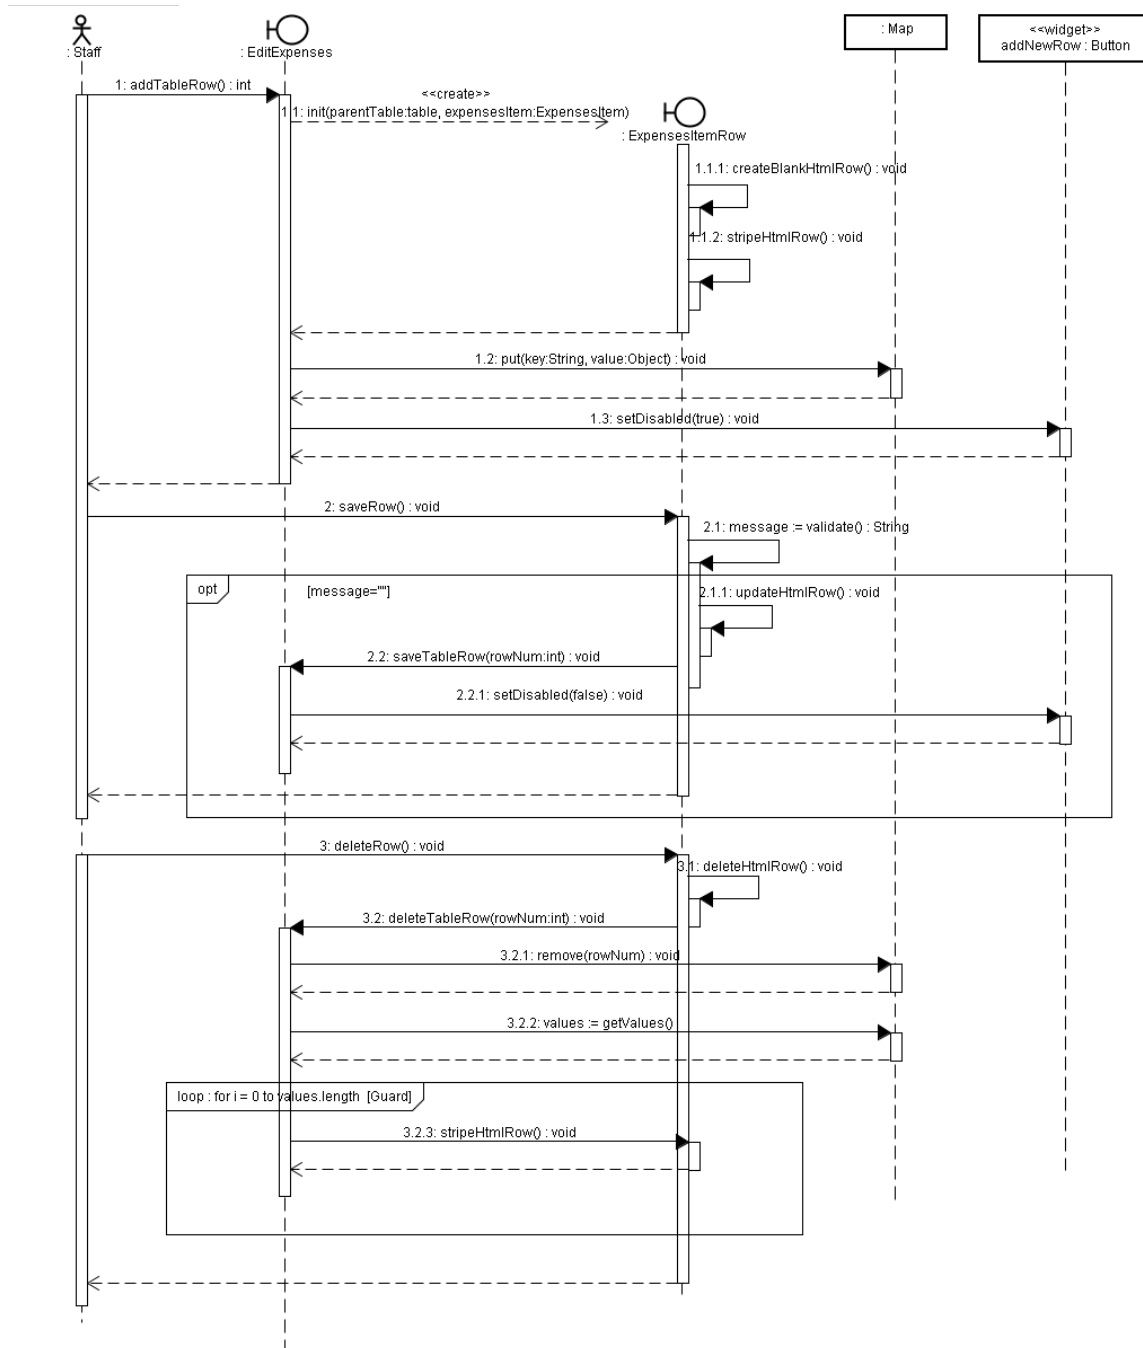 : Staff
: EditExpenses
: Map
<<widget>>
addNewRow : Button
1: addTableRow() : int
<<create>>
1.1: init(parentTable:table, expensesItem:ExpensesItem)
: ExpensesItemRow
1.1.1: createBlankHtmlRow() : void
1.1.2: stripeHtmlRow() : void
1.2: put(key:String, value:Object) : void
1.3: setDisabled(true) : void
2: saveRow() : void
2.1: message := validate() : String
opt
[message=""]
2.1.1: updateHtmlRow() : void
2.2: saveTableRow(rowNum:int) : void
2.2.1: setDisabled(false) : void
3: deleteRow() : void
3.1: deleteHtmlRow() : void
3.2: deleteTableRow(rowNum:int) : void
3.2.1: remove(rowNum) : void
3.2.2: values := getValues()
loop : for i = 0 to values.length [Guard]
3.2.3: stripeHtmlRow() : void